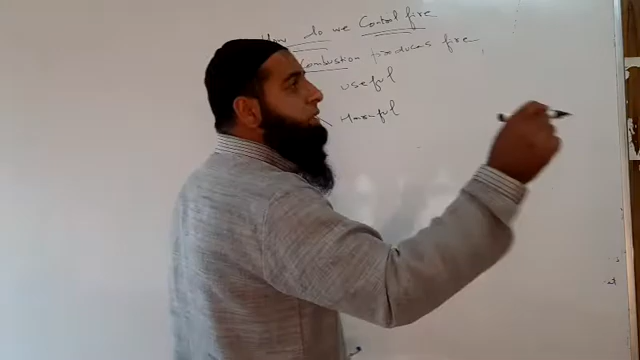 How do we Control fire
Combustion produces fire
useful
Harmful